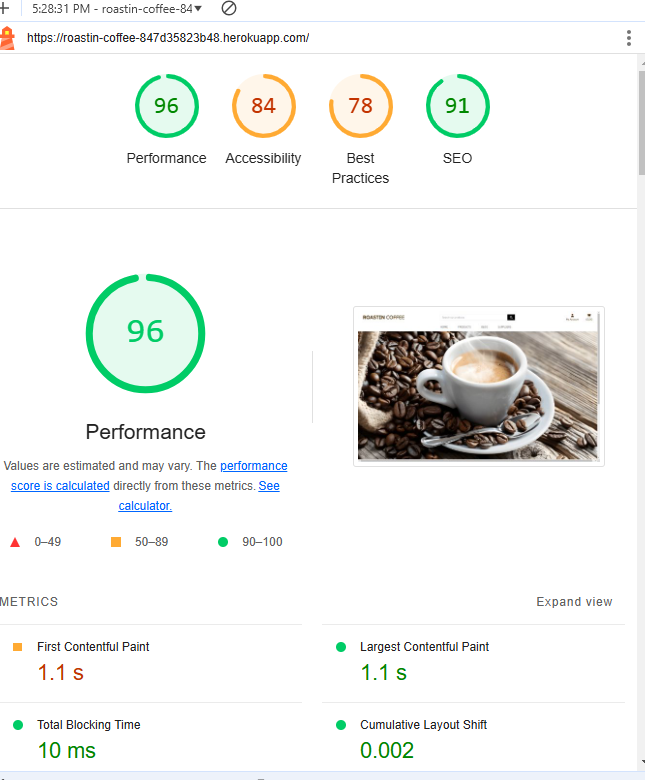 5:28:31 PM - roastin-coffee-84
https://roastin-coffee-847d35823b48.herokuapp.com/
96
84
78
91
Performance
Accessibility
Best
Practices
SEO
96
ROASTIN COFFEE
Performance
Values are estimated and may vary. The performance
score is calculated directly from these metrics. See
calculator.
0–49
50–89
90–100
METRICS
Expand view
First Contentful Paint
1.1 s
Largest Contentful Paint
1.1 s
Total Blocking Time
10 ms
Cumulative Layout Shift
0.002